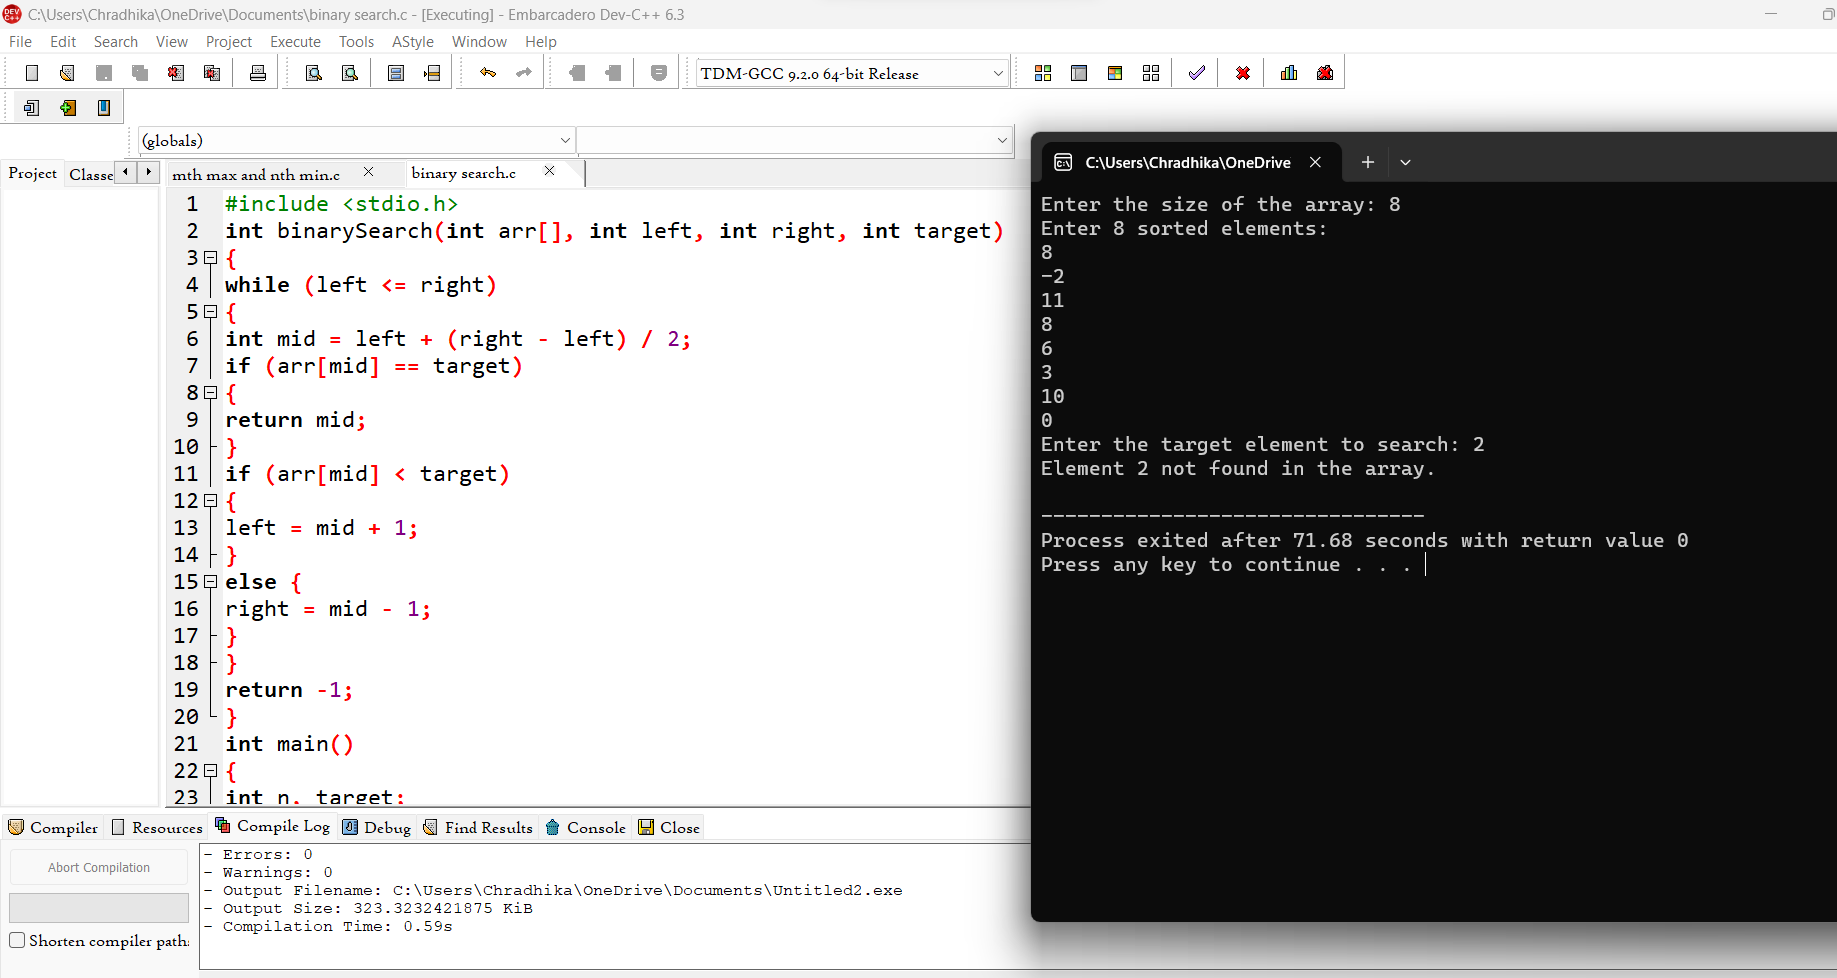 C:\Users\Chradhika\OneDrive\Documents\binary search.c - [Executing] - Embarcadero Dev-C++ 6.3
File Edit Search View Project Execute Tools AStyle Window Help
TDM-GCC 9.2.0 64-bit Release
(globals)
Project Classe mth max and nth min.c binary search.c
1 #include <stdio.h>
2 int binarySearch(int arr[], int left, int right, int target)
3 {
4 while (left <= right)
5 {
6 int mid = left + (right - left) / 2;
7 if (arr[mid] == target)
8 {
9 return mid;
10 }
11 if (arr[mid] < target)
12 {
13 left = mid + 1;
14 }
15 else {
16 right = mid - 1;
17 }
18 }
19 return -1;
20 }
21 int main()
22 {
23 int n, target;
C:\Users\Chradhika\OneDrive
Enter the size of the array: 8
Enter 8 sorted elements:
8
-2
11
8
6
3
10
0
Enter the target element to search: 2
Element 2 not found in the array.
--------------------------------
Process exited after 71.68 seconds with return value 0
Press any key to continue . . .
Compiler Resources Compile Log Debug Find Results Console Close
Abort Compilation
Shorten compiler path
- Errors: 0
- Warnings: 0
- Output Filename: C:\Users\Chradhika\OneDrive\Documents\Untitled2.exe
- Output Size: 323.3232421875 KiB
- Compilation Time: 0.59s